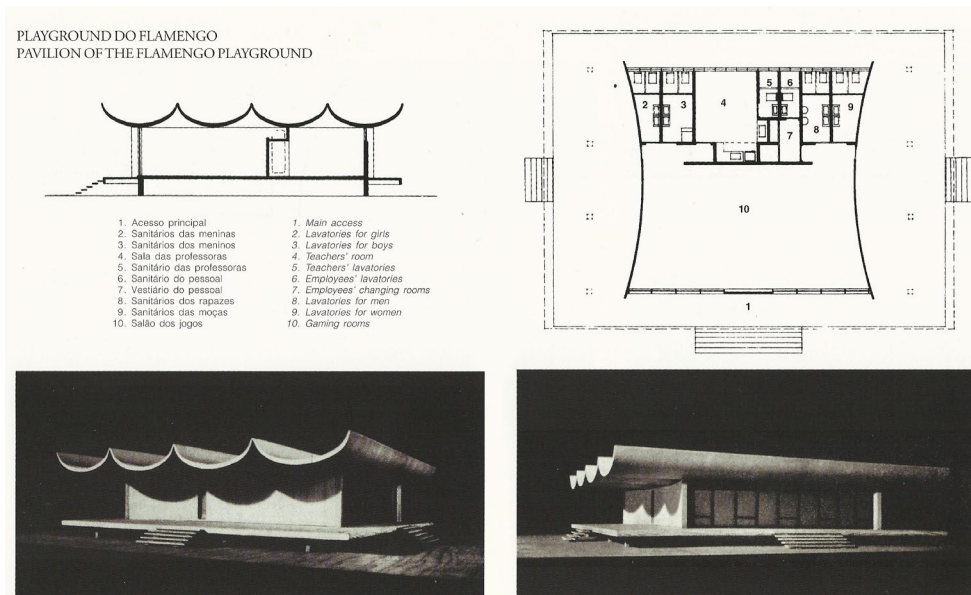 PLAYGROUND DO FLAMENGO
PAVILION OF THE FLAMENGO PLAYGROUND
1. Acesso principal
2. Sanitários das meninas
3. Sanitários dos meninos
4. Sala das professoras
5. Sanitário das professoras
6. Sanitário do pessoal
7. Vestiário do pessoal
8. Sanitários dos rapazes
9. Sanitários das moças
10. Salão dos jogos
1. Main access
2. Lavatories for girls
3. Lavatories for boys
4. Teachers' room
5. Teachers' lavatories
6. Employees' lavatories
7. Employees' changing rooms
8. Lavatories for men
9. Lavatories for women
10. Gaming rooms
5 6
2 3 4 8 9
7
10
1